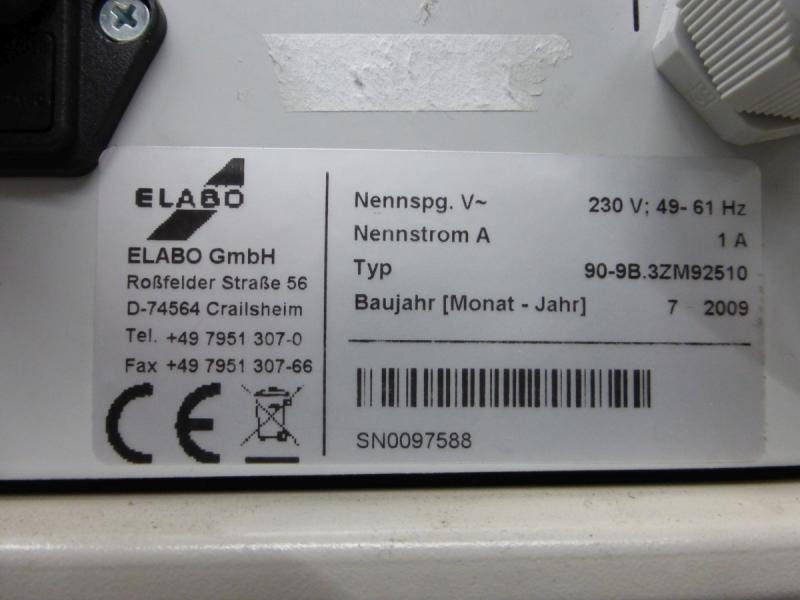 ELABO
ELABO GmbH
Roßfelder Straße 56
D-74564 Crailsheim
Tel. +49 7951 307-0
Fax +49 7951 307-66
CE
Nennspg. V~ 230 V; 49- 61 Hz
Nennstrom A 1 A
Typ 90-9B.3ZM92510
Baujahr [Monat - Jahr] 7 2009
SN0097588